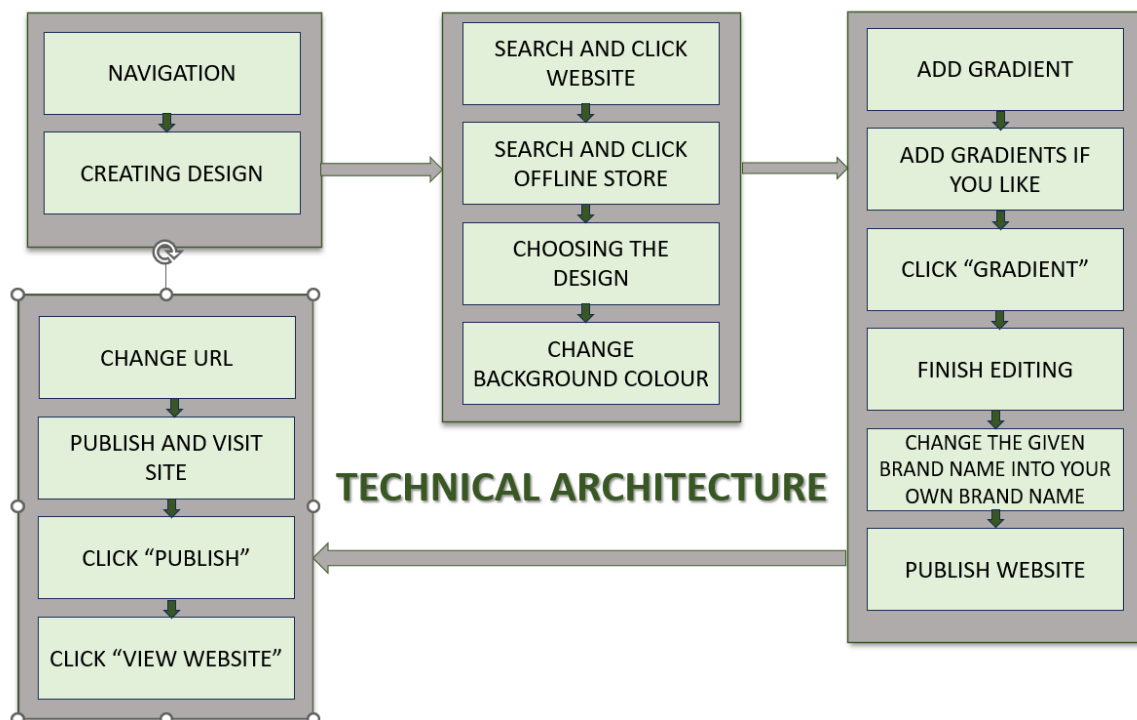 NAVIGATION
CREATING DESIGN
SEARCH AND CLICK
WEBSITE
SEARCH AND CLICK
OFFLINE STORE
CHOOSING THE
DESIGN
CHANGE
BACKGROUND COLOUR
ADD GRADIENT
ADD GRADIENTS IF
YOU LIKE
CLICK “GRADIENT”
FINISH EDITING
CHANGE THE GIVEN
BRAND NAME INTO YOUR
OWN BRAND NAME
PUBLISH WEBSITE
CHANGE URL
PUBLISH AND VISIT
SITE
CLICK “PUBLISH”
CLICK “VIEW WEBSITE”
TECHNICAL ARCHITECTURE